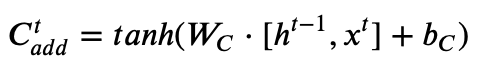 C^t_add = tanh(W_C · [h^{t−1}, x^t] + b_C)